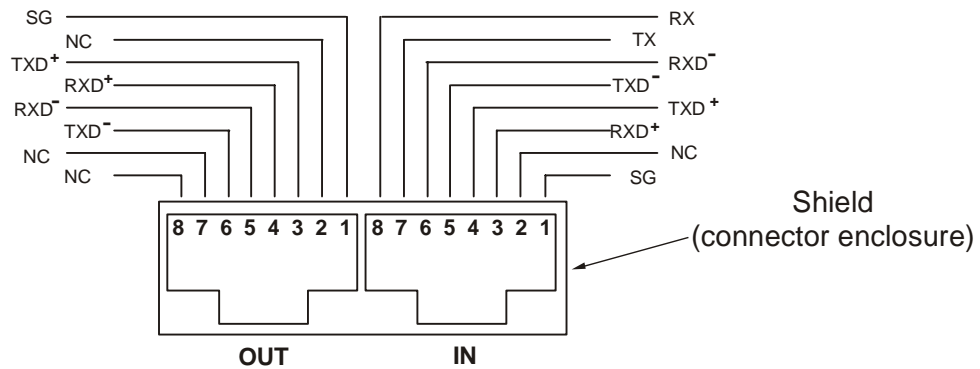 SG
NC
TXD+
RXD+
RXD-
TXD-
NC
NC
RX
TX
RXD-
TXD-
TXD+
RXD+
NC
SG
Shield
(connector enclosure)
8 7 6 5 4 3 2 1
8 7 6 5 4 3 2 1
OUT
IN